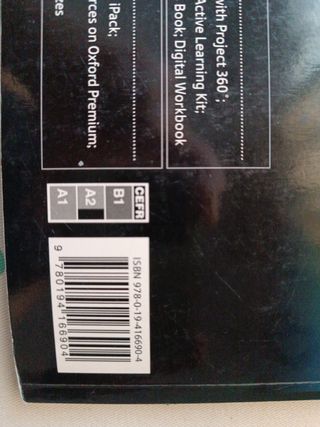 with Project 360°;
Active Learning Kit;
Book; Digital Workbook
iPack;
rces on Oxford Premium;
ces
CEFR
B1
A2
A1
ISBN 978-0-19-416690-4
9 780194 166904